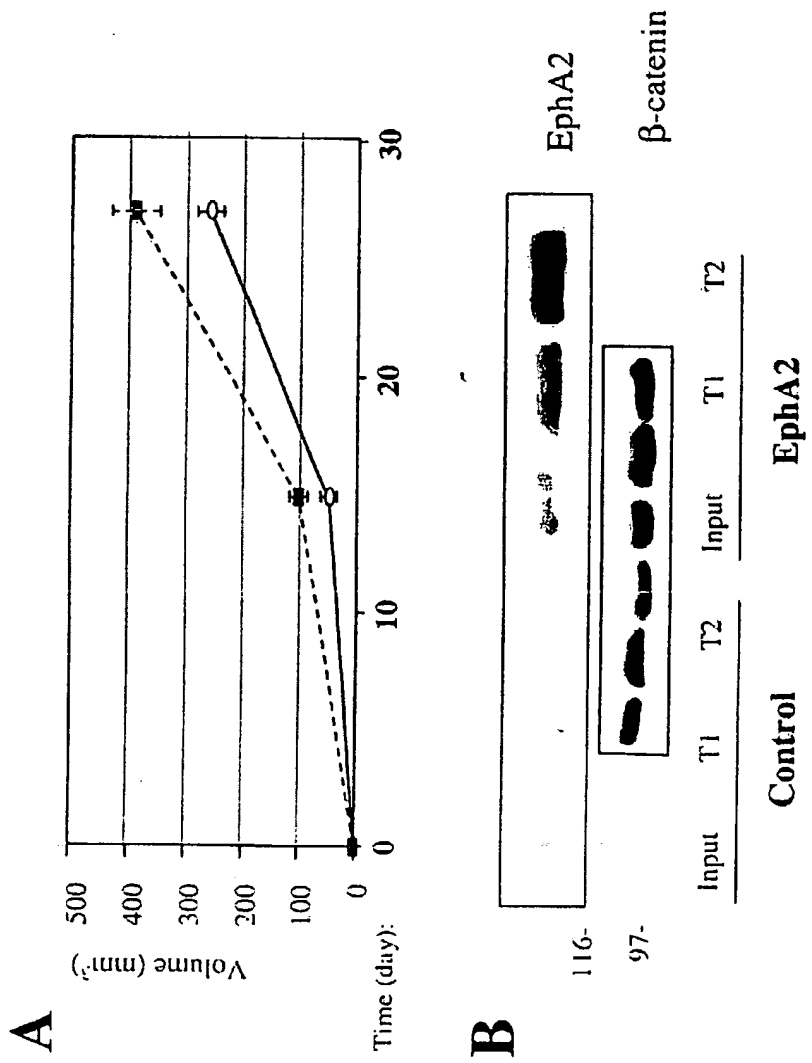 A
Volume (mm³)
500
400
300
200
100
0
Time (day):
0 10 20 30
B
116-
97-
EphA2
β-catenin
Input T1 T2 Input T1 T2
Control EphA2